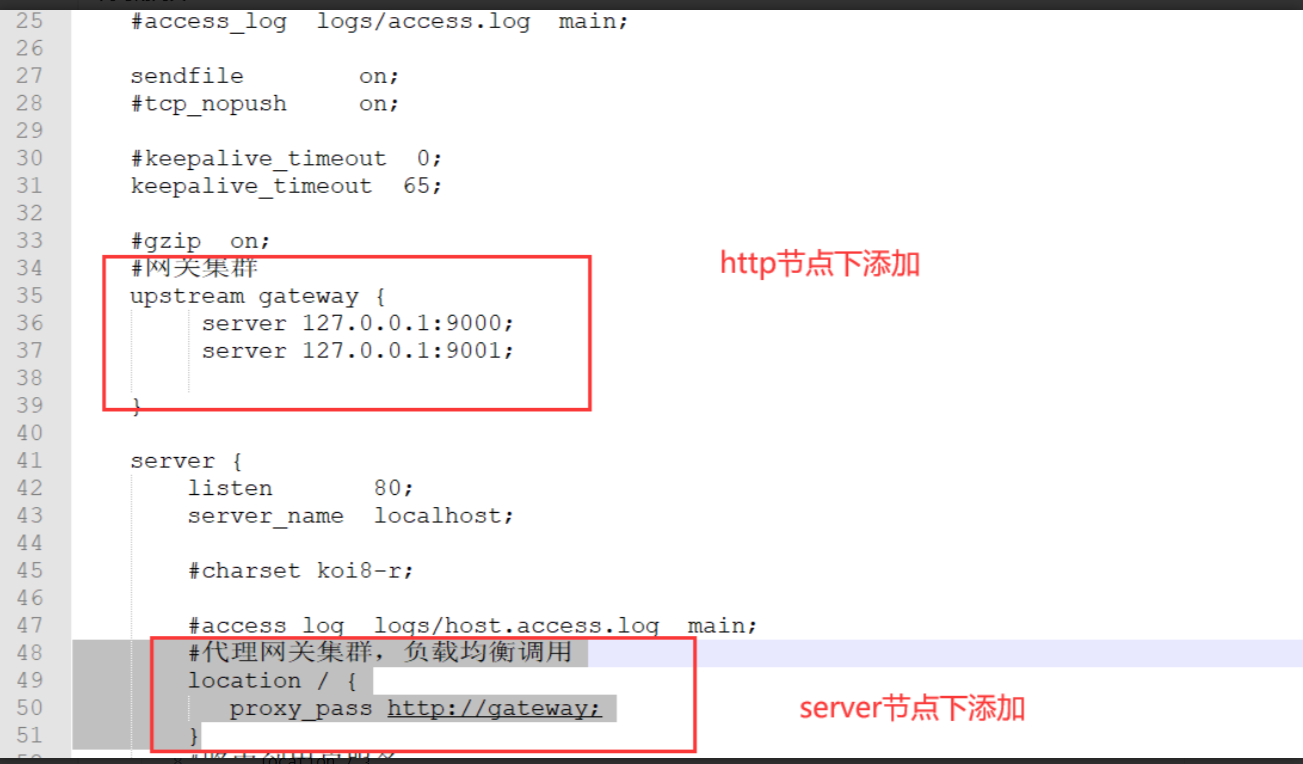 25 #access_log  logs/access.log  main;
26
27 sendfile        on;
28 #tcp_nopush     on;
29
30 #keepalive_timeout  0;
31 keepalive_timeout  65;
32
33 #gzip  on;
34 #网关集群
http节点下添加
35 upstream gateway {
36 server 127.0.0.1:9000;
37 server 127.0.0.1:9001;
38
39 }
40
41 server {
42 listen       80;
43 server_name  localhost;
44
45 #charset koi8-r;
46
47 #access_log  logs/host.access.log  main;
48 #代理网关集群，负载均衡调用
49 location / {
50 proxy_pass http://gateway;
server节点下添加
51 }